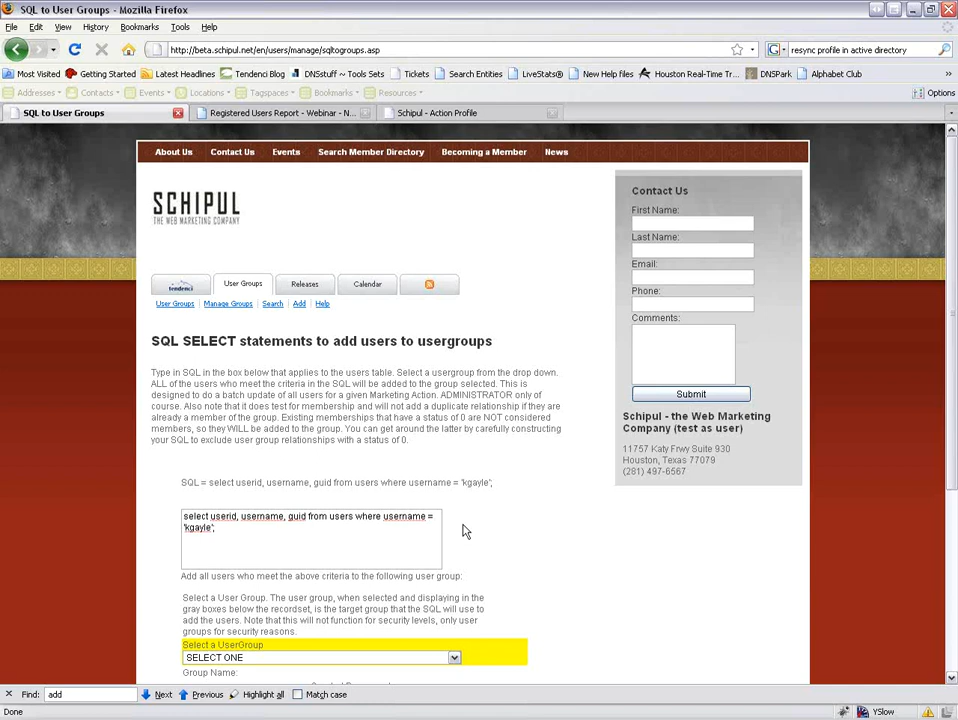 SQL to User Groups - Mozilla Firefox
File Edit View History Bookmarks Tools Help
http://beta.schipul.net/en/users/manage/sqltogroups.asp
resync profile in active directory
Most Visited Getting Started Latest Headlines Tendenci Blog DNSstuff ~ Tools Sets Tickets Search Entities LiveStats® New Help files Houston Real-Time Tr... DNSPark Alphabet Club »
Addresses Contacts Events Locations Tagspaces Bookmarks Resources Options
SQL to User Groups Registered Users Report - Webinar - N... Schipul - Action Profile
About Us Contact Us Events Search Member Directory Becoming a Member News
SCHIPUL
THE WEB MARKETING COMPANY
tendenci User Groups Releases Calendar
User Groups Manage Groups Search Add Help
SQL SELECT statements to add users to usergroups
Type in SQL in the box below that applies to the users table. Select a usergroup from the drop down.
ALL of the users who meet the criteria in the SQL will be added to the group selected. This is
designed to do a batch update of all users for a given Marketing Action. ADMINISTRATOR only of
course. Also note that it does test for membership and will not add a duplicate relationship if they are
already a member of the group. Existing memberships that have a status of 0 are NOT considered
members, so they WILL be added to the group. You can get around the latter by carefully constructing
your SQL to exclude user group relationships with a status of 0.
SQL = select userid, username, guid from users where username = 'kgayle';
select userid, username, guid from users where username =
'kgayle';
Add all users who meet the above criteria to the following user group:
Select a User Group. The user group, when selected and displaying in the
gray boxes below the recordset, is the target group that the SQL will use to
add the users. Note that this will not function for security levels, only user
groups for security reasons.
Select a UserGroup
SELECT ONE
Group Name:
Contact Us
First Name:
Last Name:
Email:
Phone:
Comments:
Submit
Schipul - the Web Marketing
Company (test as user)
11757 Katy Frwy Suite 930
Houston, Texas 77079
(281) 497-6567
Find: add Next Previous Highlight all Match case
Done YSlow